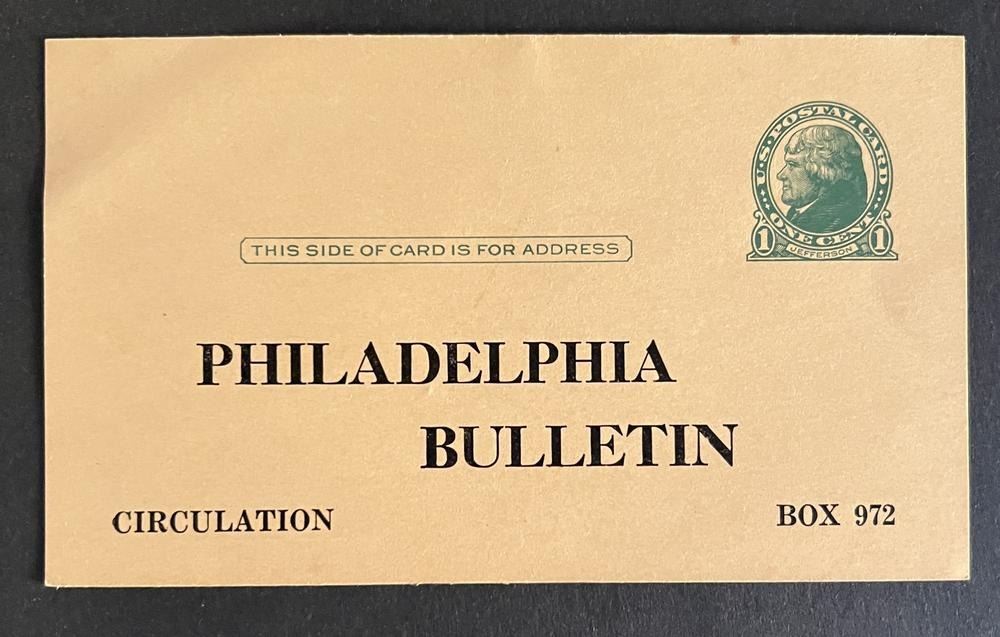 U.S. POSTAL CARD
ONE CENT
1 JEFFERSON 1
THIS SIDE OF CARD IS FOR ADDRESS
PHILADELPHIA
BULLETIN
CIRCULATION BOX 972